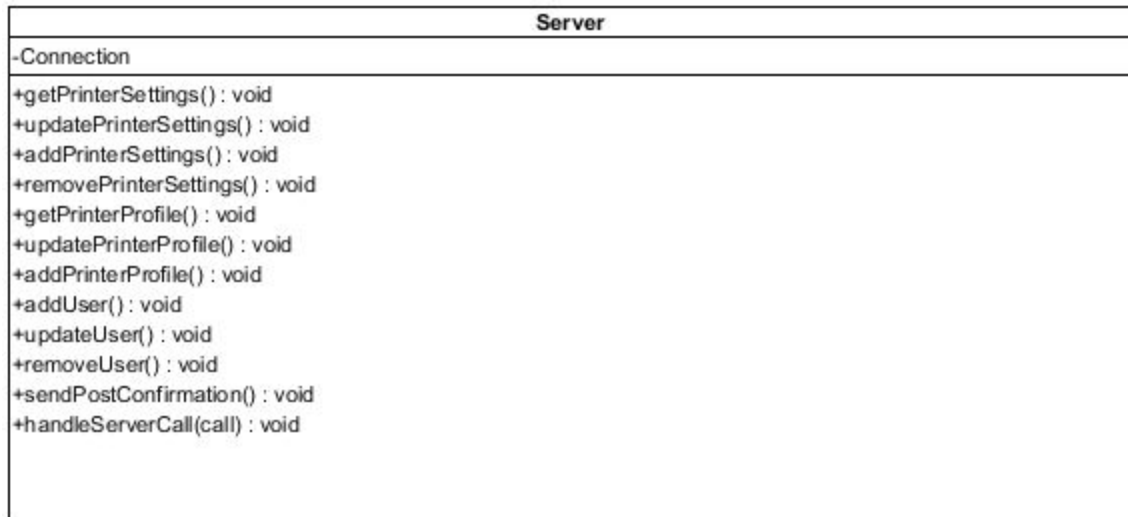 Server
-Connection
+getPrinterSettings() : void
+updatePrinterSettings() : void
+addPrinterSettings() : void
+removePrinterSettings() : void
+getPrinterProfile() : void
+updatePrinterProfile() : void
+addPrinterProfile() : void
+addUser() : void
+updateUser() : void
+removeUser() : void
+sendPostConfirmation() : void
+handleServerCall(call) : void